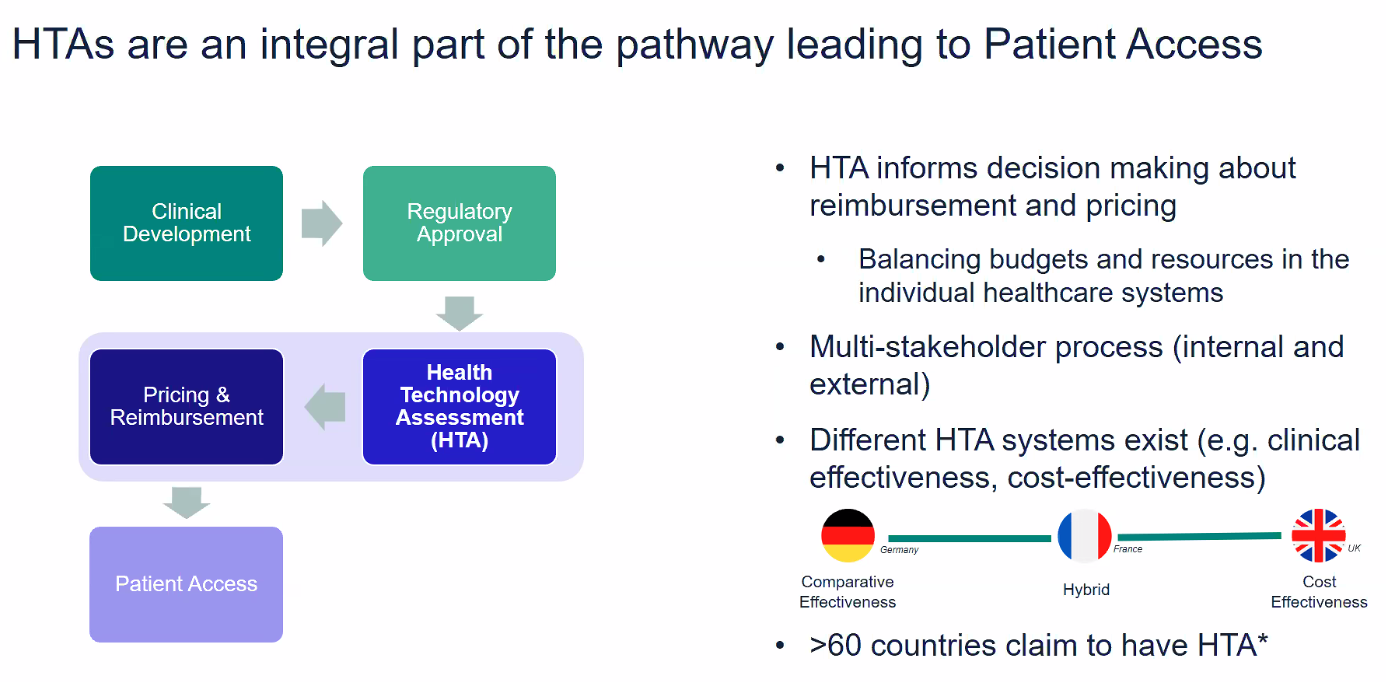 HTAs are an integral part of the pathway leading to Patient Access
Clinical
Development
Regulatory
Approval
Pricing &
Reimbursement
Health
Technology
Assessment
(HTA)
Patient Access
• HTA informs decision making about
reimbursement and pricing
• Balancing budgets and resources in the
individual healthcare systems
• Multi-stakeholder process (internal and
external)
• Different HTA systems exist (e.g. clinical
effectiveness, cost-effectiveness)
Germany
France
UK
Comparative
Effectiveness
Hybrid
Cost
Effectiveness
• >60 countries claim to have HTA*